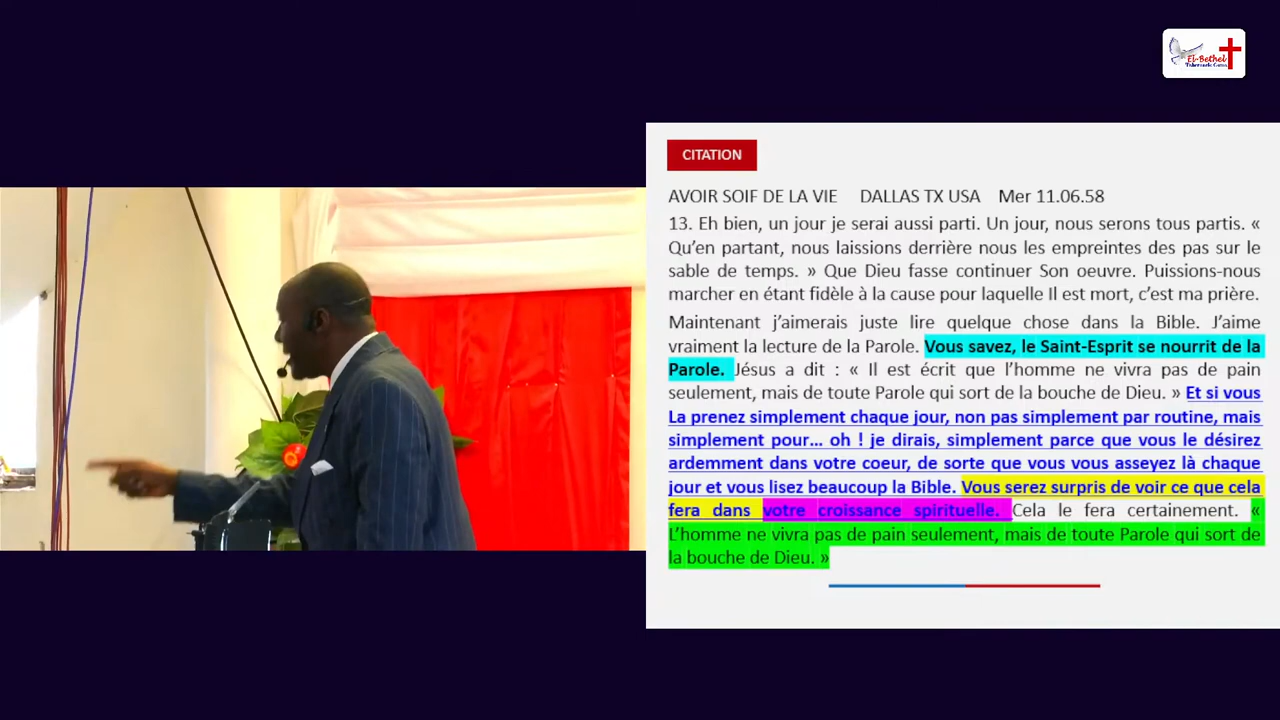 El-Bethel
CITATION
AVOIR SOIF DE LA VIE DALLAS TX USA Mer 11.06.58
13. Eh bien, un jour je serai aussi parti. Un jour, nous serons tous partis. «
Qu’en partant, nous laissions derrière nous les empreintes des pas sur le
sable de temps. » Que Dieu fasse continuer Son oeuvre. Puissions-nous
marcher en étant fidèle à la cause pour laquelle Il est mort, c’est ma prière.
Maintenant j’aimerais juste lire quelque chose dans la Bible. J’aime
vraiment la lecture de la Parole. Vous savez, le Saint-Esprit se nourrit de la
Parole. Jésus a dit : « Il est écrit que l’homme ne vivra pas de pain
seulement, mais de toute Parole qui sort de la bouche de Dieu. » Et si vous
La prenez simplement chaque jour, non pas simplement par routine, mais
simplement pour… oh ! je dirais, simplement parce que vous le désirez
ardemment dans votre coeur, de sorte que vous vous asseyez là chaque
jour et vous lisez beaucoup la Bible. Vous serez surpris de voir ce que cela
fera dans votre croissance spirituelle. Cela le fera certainement. «
L’homme ne vivra pas de pain seulement, mais de toute Parole qui sort de
la bouche de Dieu. »